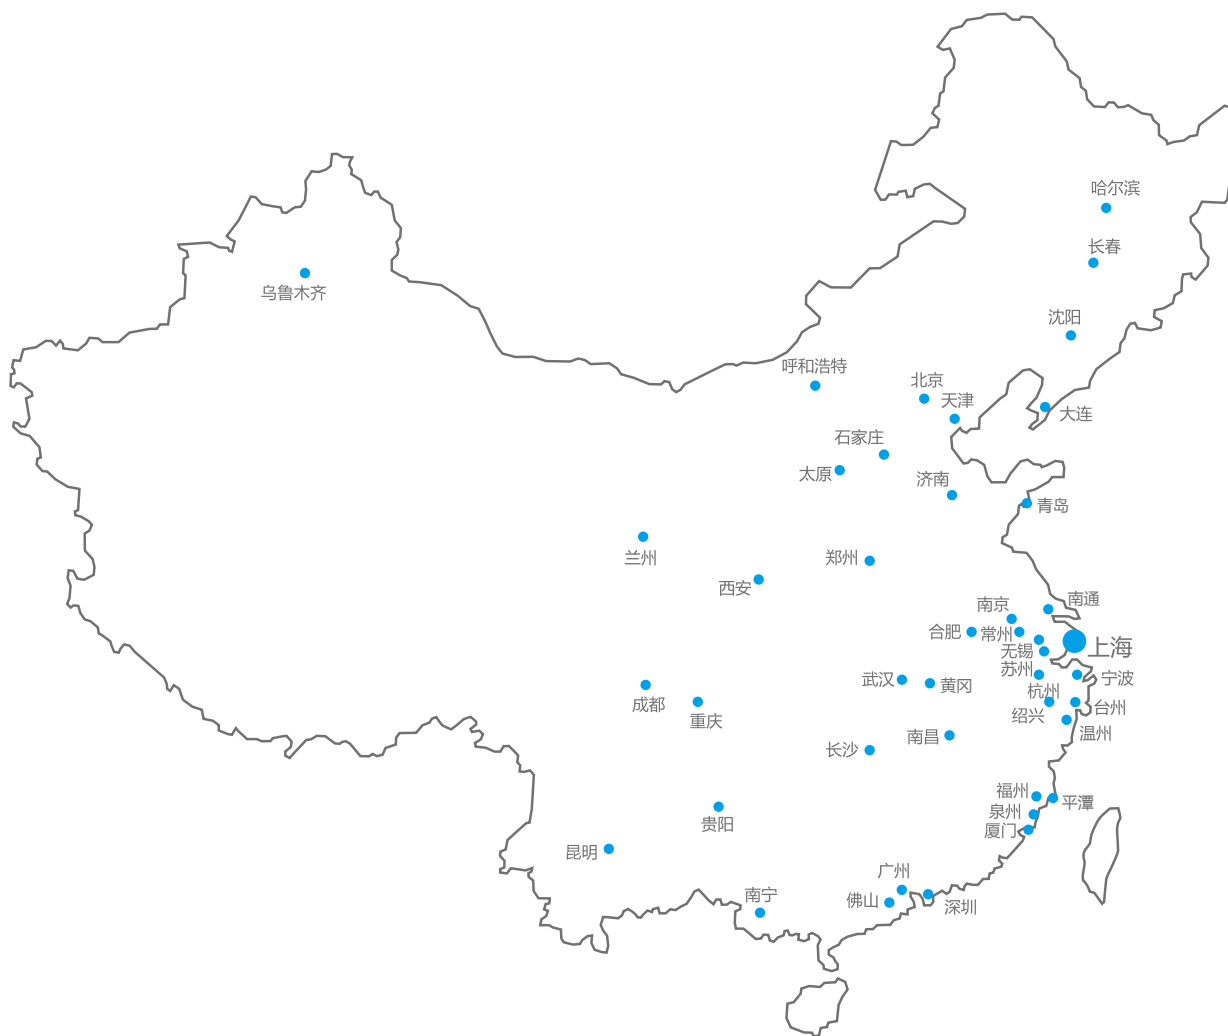 哈尔滨
长春
乌鲁木齐
沈阳
呼和浩特
北京
天津
大连
石家庄
太原
济南
青岛
兰州
郑州
西安
南通
南京
合肥
常州
上海
无锡
苏州
宁波
武汉
黄冈
杭州
成都
台州
绍兴
重庆
温州
南昌
长沙
福州
平潭
泉州
贵阳
厦门
昆明
广州
南宁
佛山
深圳